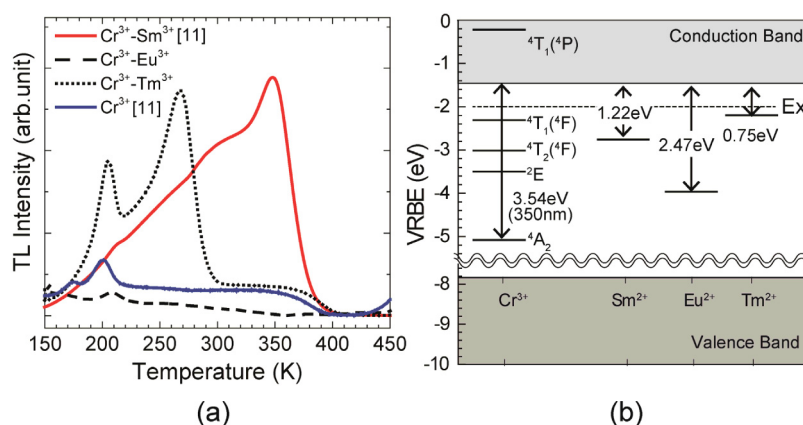 (a)
Cr³⁺-Sm³⁺ [11]
Cr³⁺-Eu³⁺
Cr³⁺-Tm³⁺
Cr³⁺ [11]
TL Intensity (arb.unit)
150 200 250 300 350 400 450
Temperature (K)
(a)
(b)
VRBE (eV)
0
-1
-2
-3
-4
-5
-8
-9
-10
⁴T₁(⁴P)
Conduction Band
Ex
1.22eV
⁴T₁(⁴F)
2.47eV
0.75eV
⁴T₂(⁴F)
²E
3.54eV
(350nm)
⁴A₂
Cr³⁺ Sm²⁺ Eu²⁺ Tm²⁺
Valence Band
(b)